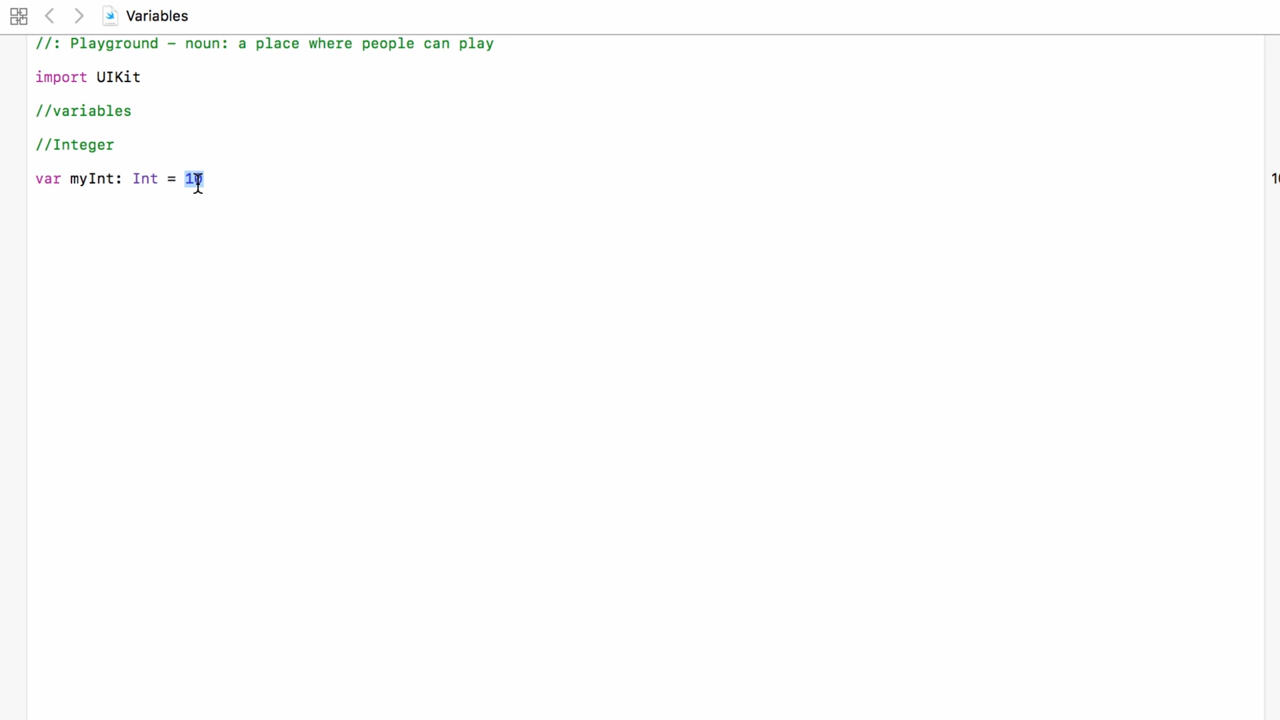 Variables
//: Playground – noun: a place where people can play
import UIKit
//variables
//Integer
var myInt: Int = 10